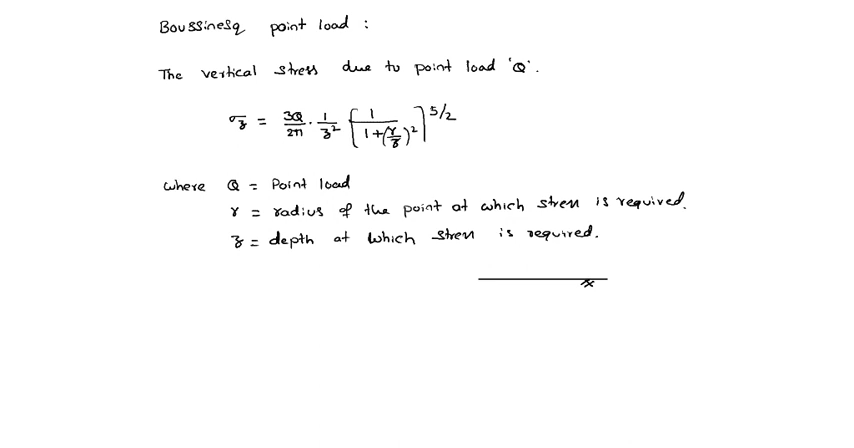 Boussinesq point load :
The vertical stress due to point load 'Q'.
σz = 3Q/2π · 1/z² [1/(1+(r/z)²)]^5/2
where Q = Point load
r = radius of the point at which stress is required.
z = depth at which stress is required.